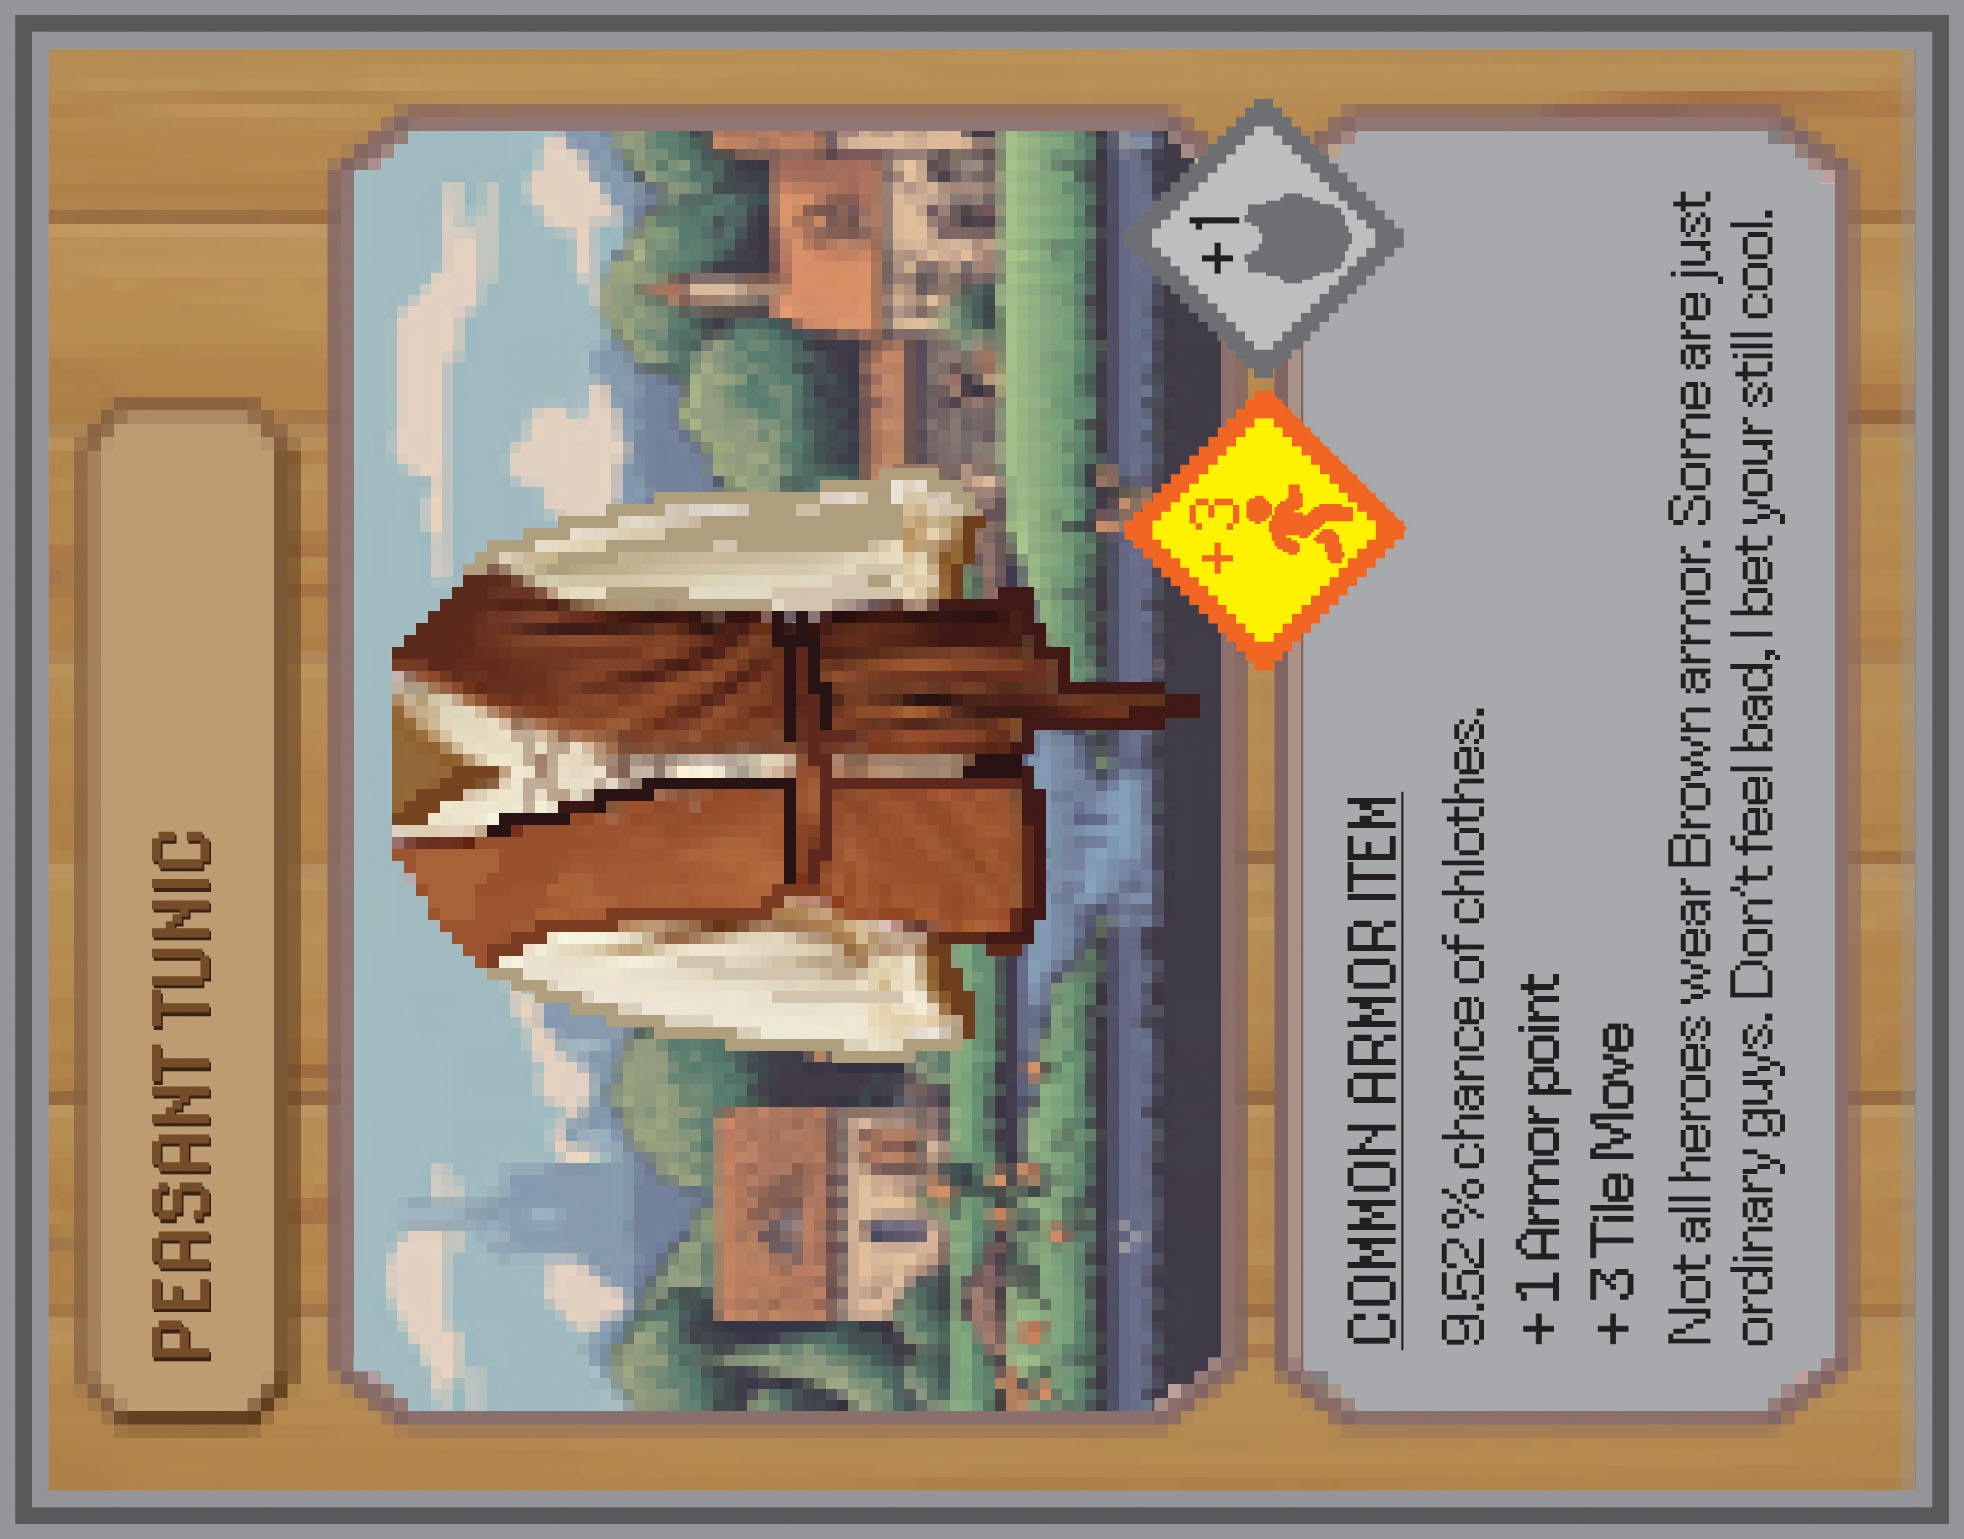 PEASANT TUNIC
+3
+1
COMMON ARMOR ITEM
9.52% chance of chlothes.
+1 Armor point
+3 Tile Move
Not all heroes wear Brown armor. Some are just
ordinary guys. Don't feel bad, I bet your still cool.